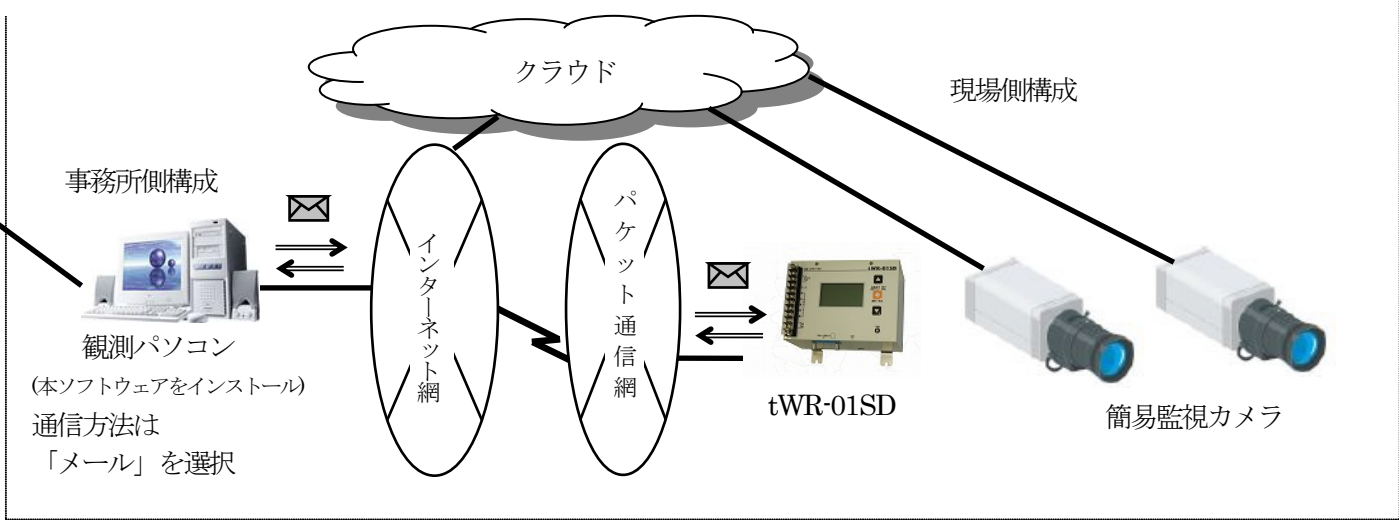 クラウド
現場側構成
事務所側構成
インターネット網
パケット通信網
観測パソコン
(本ソフトウェアをインストール)
通信方法は
「メール」を選択
tWR-01SD
tWR-01SD
簡易監視カメラ